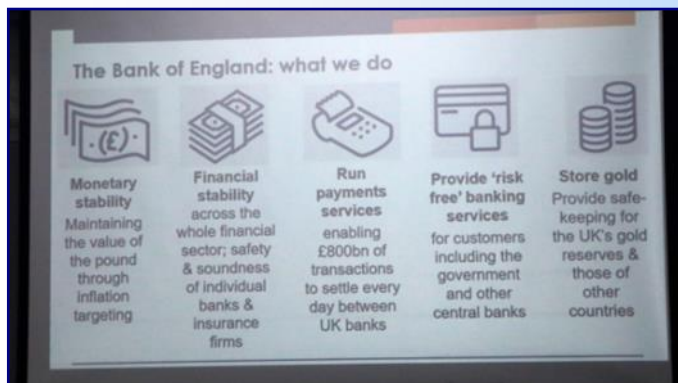 The Bank of England: what we do
(£)
Monetary
stability
Maintaining
the value of
the pound
through
inflation
targeting
Financial
stability
across the
whole financial
sector; safety
& soundness
of individual
banks &
insurance
firms
Run
payments
services
enabling
£800bn of
transactions
to settle every
day between
UK banks
Provide ‘risk
free’ banking
services
for customers
including the
government
and other
central banks
Store gold
Provide safe-
keeping for
the UK's gold
reserves &
those of
other
countries